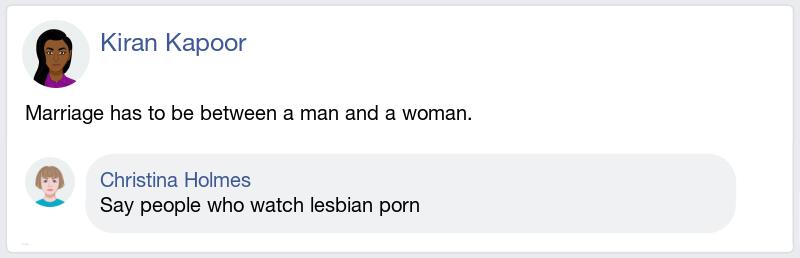 Kiran Kapoor
Marriage has to be between a man and a woman.
Christina Holmes
Say people who watch lesbian porn